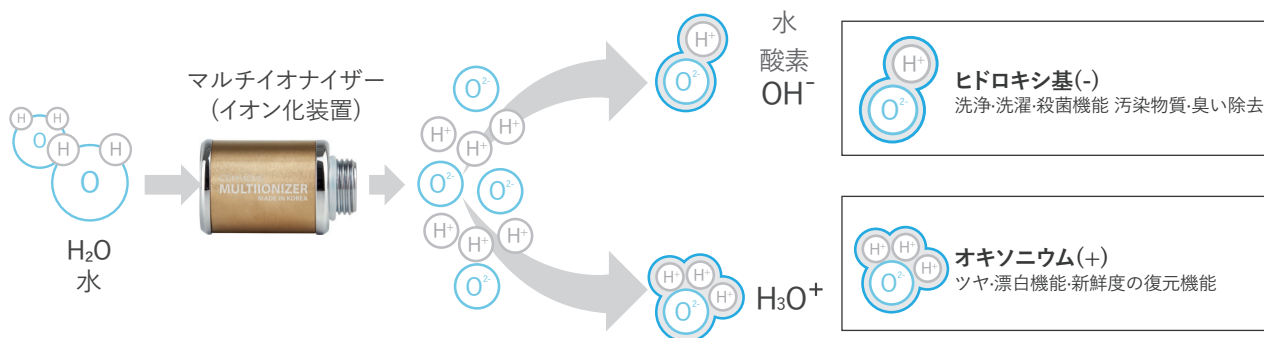 H H
O
H H
O
H₂O
水
マルチイオナイザー
(イオン化装置)
MULTIIONIZER
MADE IN KOREA
O²⁻
H⁺ H⁺
H⁺
O²⁻ O²⁻
H⁺ H⁺
H⁺
O²⁻
H⁺
O²⁻
水
酸素
OH⁻
H⁺ H⁺
H⁺
O²⁻
H₃O⁺
H⁺
O²⁻
ヒドロキシ基(-)
洗浄·洗濯·殺菌機能 汚染物質·臭い除去
H⁺ H⁺
H⁺
O²⁻
オキソニウム(+)
ツヤ·漂白機能·新鮮度の復元機能